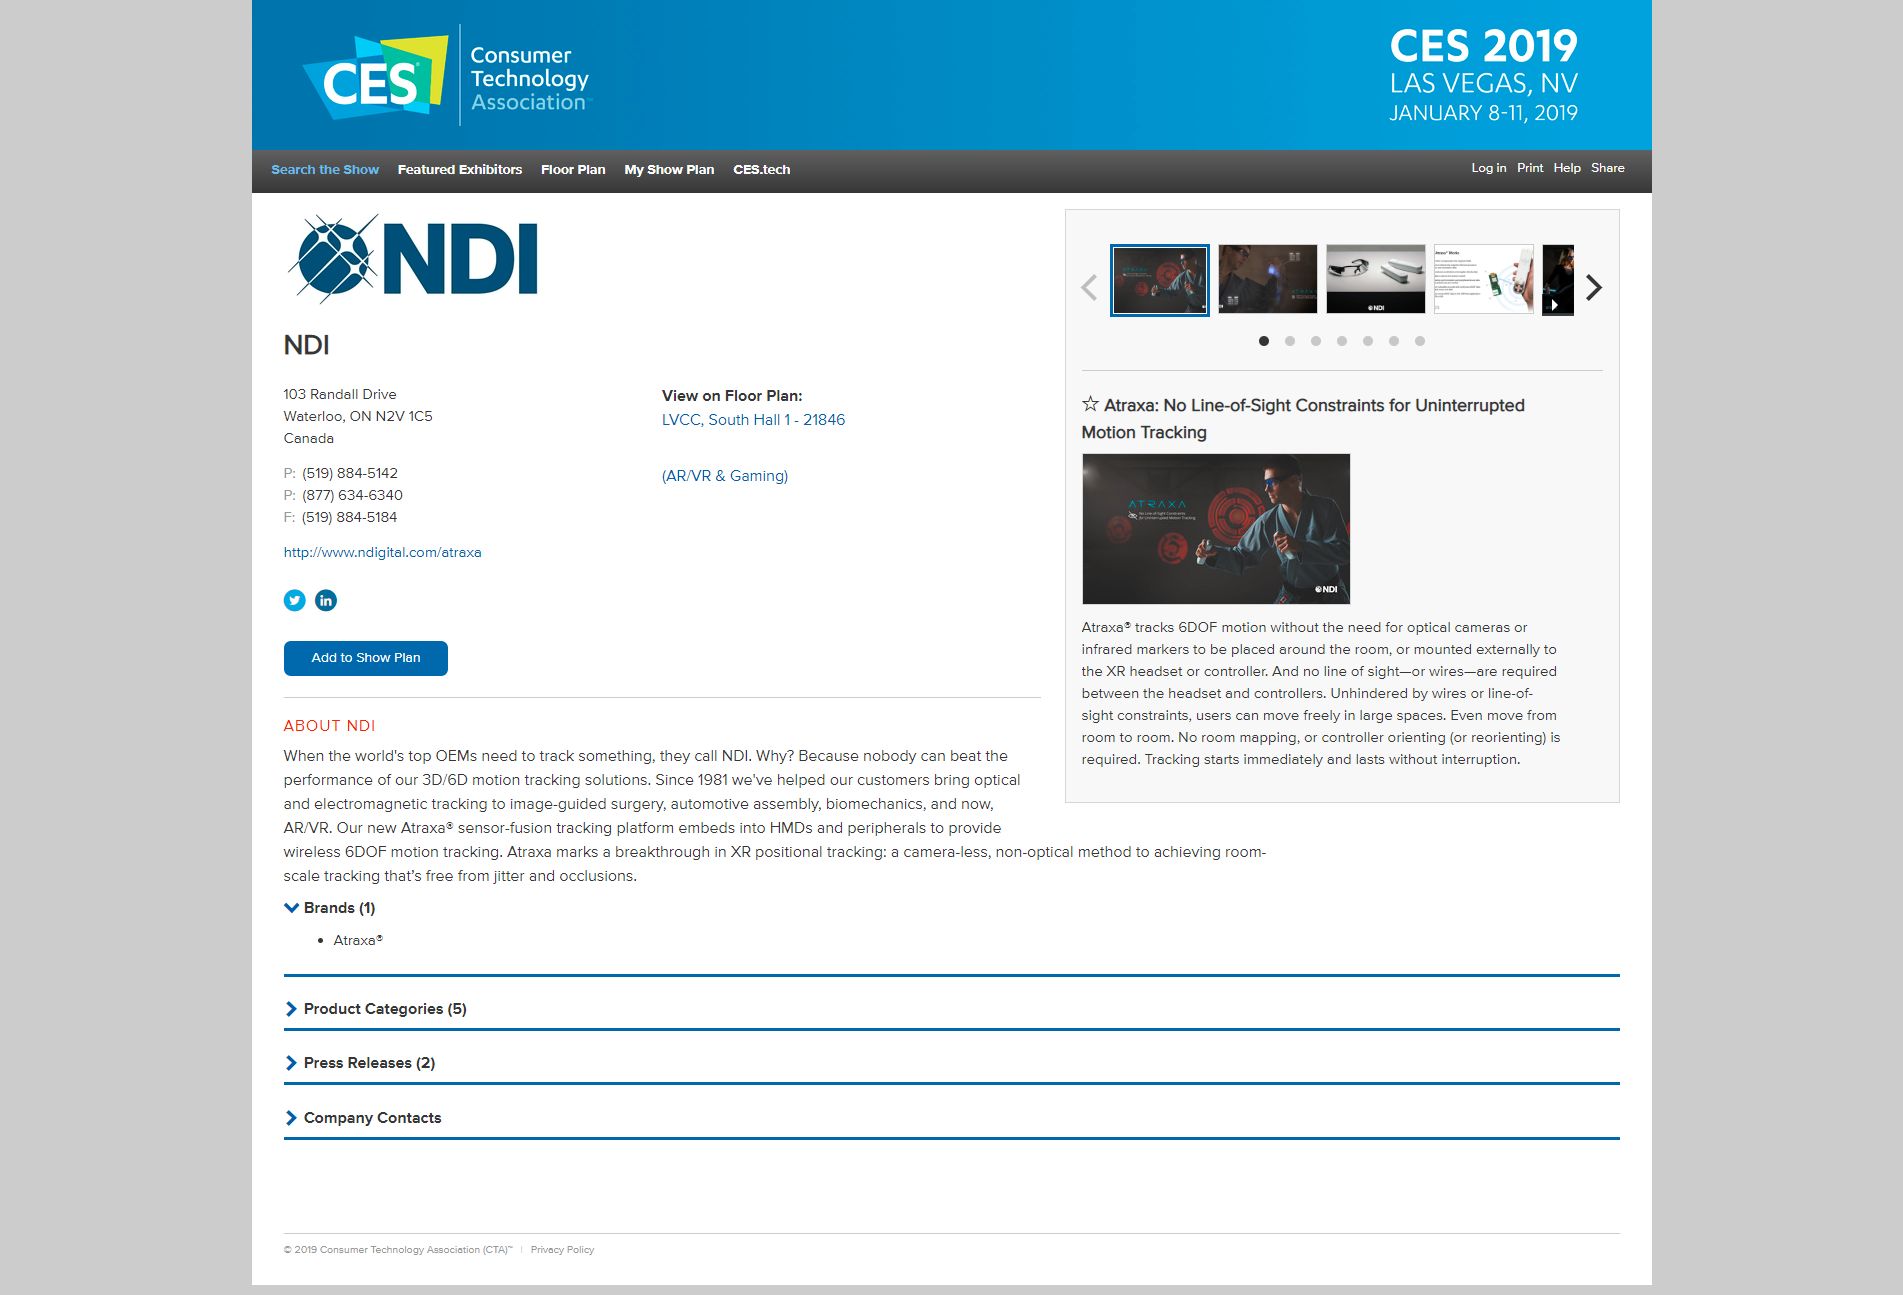 CES®
Consumer
Technology
Association™
CES 2019
LAS VEGAS, NV
JANUARY 8-11, 2019
Search the Show Featured Exhibitors Floor Plan My Show Plan CES.tech
Log in Print Help Share
NDI
NDI
103 Randall Drive
Waterloo, ON N2V 1C5
Canada
P: (519) 884-5142
P: (877) 634-6340
F: (519) 884-5184
http://www.ndigital.com/atraxa
View on Floor Plan:
LVCC, South Hall 1 - 21846
(AR/VR & Gaming)
Add to Show Plan
ABOUT NDI
When the world's top OEMs need to track something, they call NDI. Why? Because nobody can beat the
performance of our 3D/6D motion tracking solutions. Since 1981 we've helped our customers bring optical
and electromagnetic tracking to image-guided surgery, automotive assembly, biomechanics, and now,
AR/VR. Our new Atraxa® sensor-fusion tracking platform embeds into HMDs and peripherals to provide
wireless 6DOF motion tracking. Atraxa marks a breakthrough in XR positional tracking: a camera-less, non-optical method to achieving room-
scale tracking that's free from jitter and occlusions.
Brands (1)
• Atraxa®
Product Categories (5)
Press Releases (2)
Company Contacts
ATRAXA
NDI
☆ Atraxa: No Line-of-Sight Constraints for Uninterrupted
Motion Tracking
ATRAXA
No Line-of-Sight Constraints
for Uninterrupted Motion Tracking
NDI
Atraxa® tracks 6DOF motion without the need for optical cameras or
infrared markers to be placed around the room, or mounted externally to
the XR headset or controller. And no line of sight—or wires—are required
between the headset and controllers. Unhindered by wires or line-of-
sight constraints, users can move freely in large spaces. Even move from
room to room. No room mapping, or controller orienting (or reorienting) is
required. Tracking starts immediately and lasts without interruption.
© 2019 Consumer Technology Association (CTA)™ | Privacy Policy